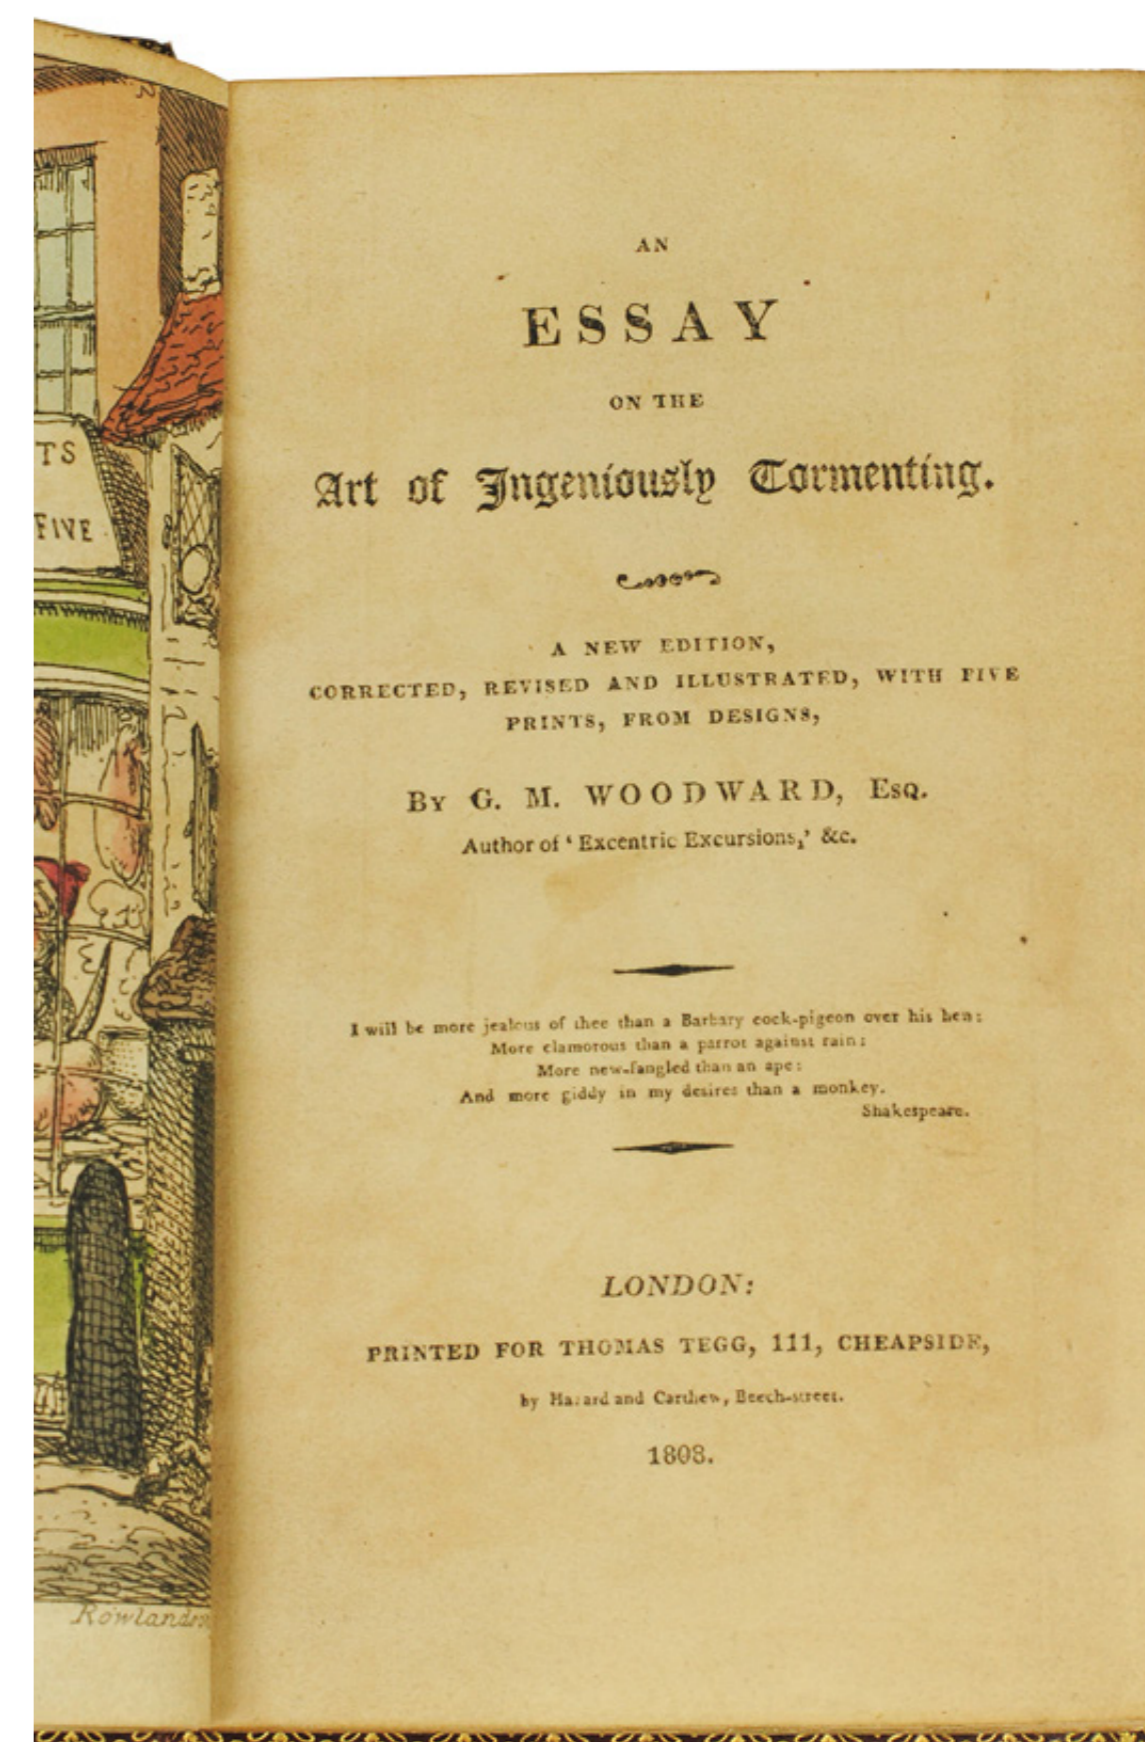 TS
FIVE
Rowlands
AN
ESSAY
ON THE
Art of Ingeniously Tormenting.
A NEW EDITION,
CORRECTED, REVISED AND ILLUSTRATED, WITH FIVE
PRINTS, FROM DESIGNS,
BY G. M. WOODWARD, ESQ.
Author of ‘ Excentric Excursions,’ &c.
I will be more jealous of thee than a Barbary cock-pigeon over his hen:
More clamorous than a parrot against rain:
More new-fangled than an ape:
And more giddy in my desires than a monkey.
Shakespeare.
LONDON:
PRINTED FOR THOMAS TEGG, 111, CHEAPSIDE,
by Hazard and Carthew, Beech-street.
1808.